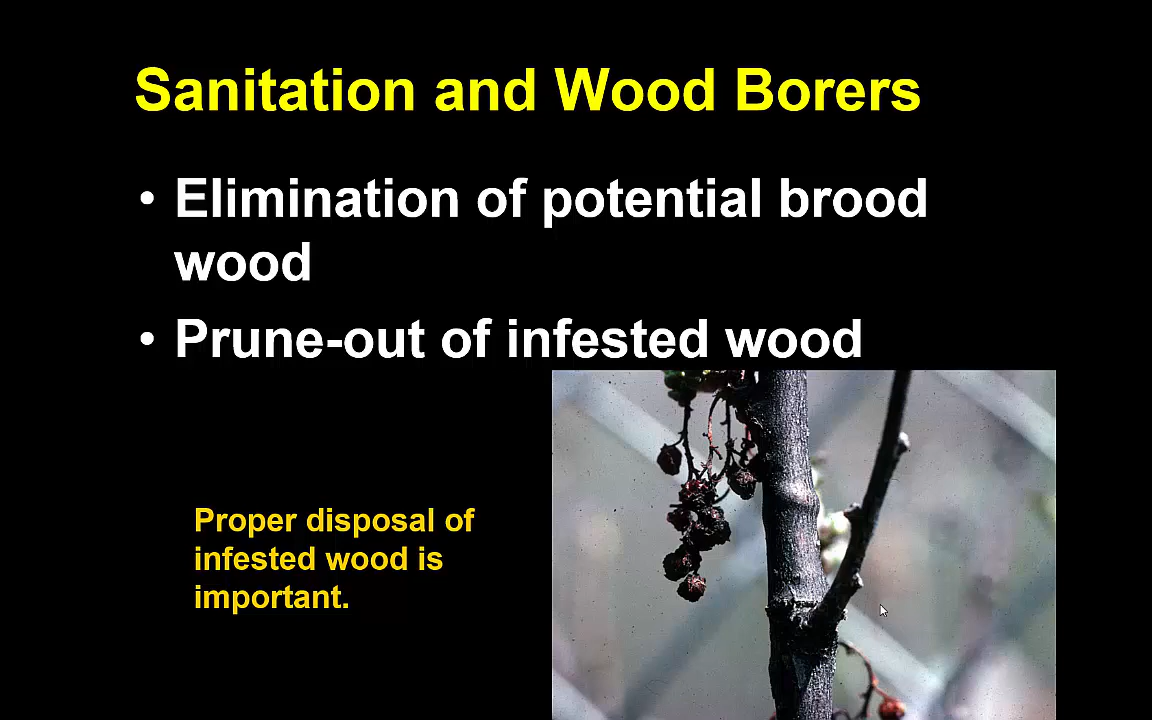 Sanitation and Wood Borers
• Elimination of potential brood
wood
• Prune-out of infested wood
Proper disposal of
infested wood is
important.